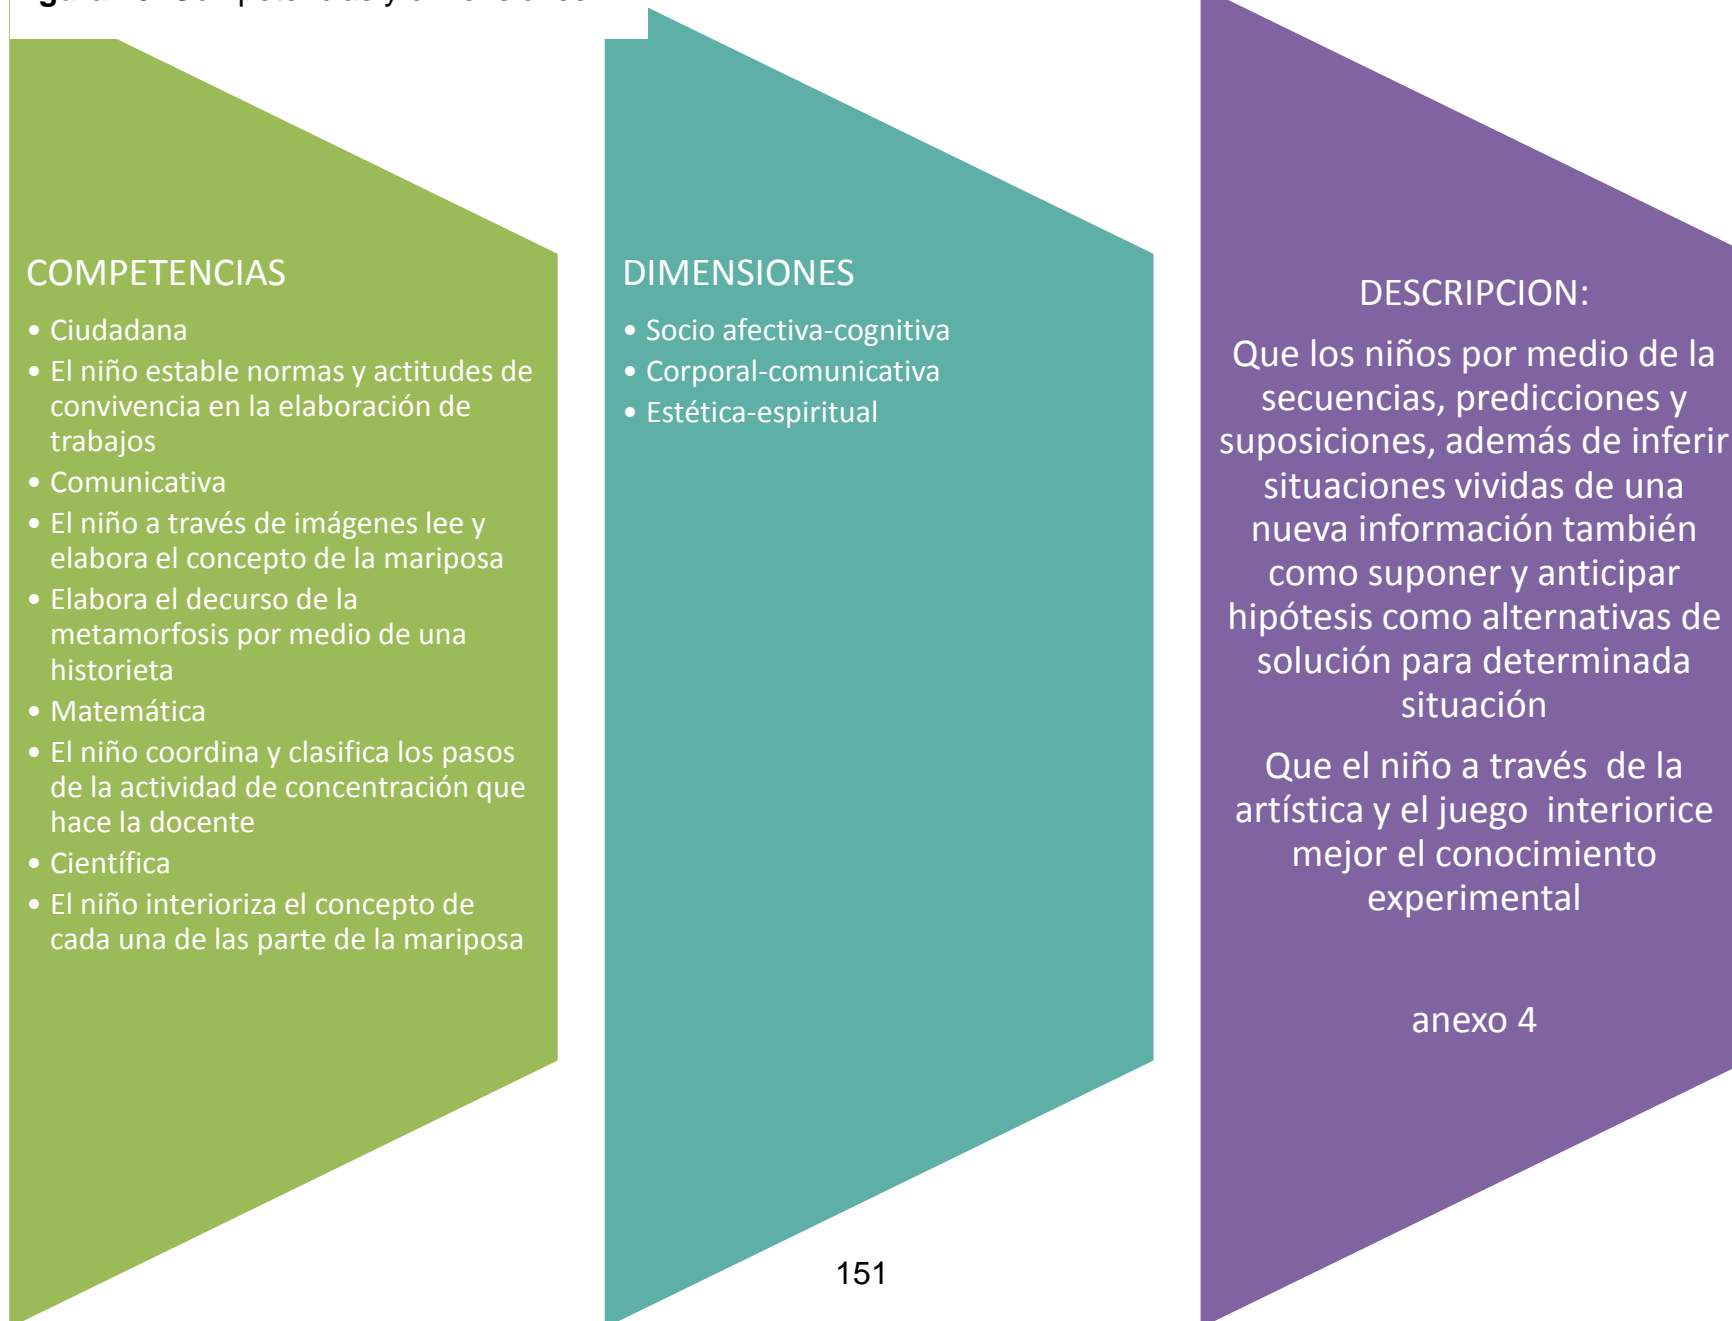 Competencias y dimensiones
COMPETENCIAS
• Ciudadana
• El niño estable normas y actitudes de
convivencia en la elaboración de
trabajos
• Comunicativa
• El niño a través de imágenes lee y
elabora el concepto de la mariposa
• Elabora el decurso de la
metamorfosis por medio de una
historieta
• Matemática
• El niño coordina y clasifica los pasos
de la actividad de concentración que
hace la docente
• Científica
• El niño interioriza el concepto de
cada una de las parte de la mariposa
DIMENSIONES
• Socio afectiva-cognitiva
• Corporal-comunicativa
• Estética-espiritual
DESCRIPCION:
Que los niños por medio de la
secuencias, predicciones y
suposiciones, además de inferir
situaciones vividas de una
nueva información también
como suponer y anticipar
hipótesis como alternativas de
solución para determinada
situación
Que el niño a través  de la
artística y el juego  interiorice
mejor el conocimiento
experimental
anexo 4
151